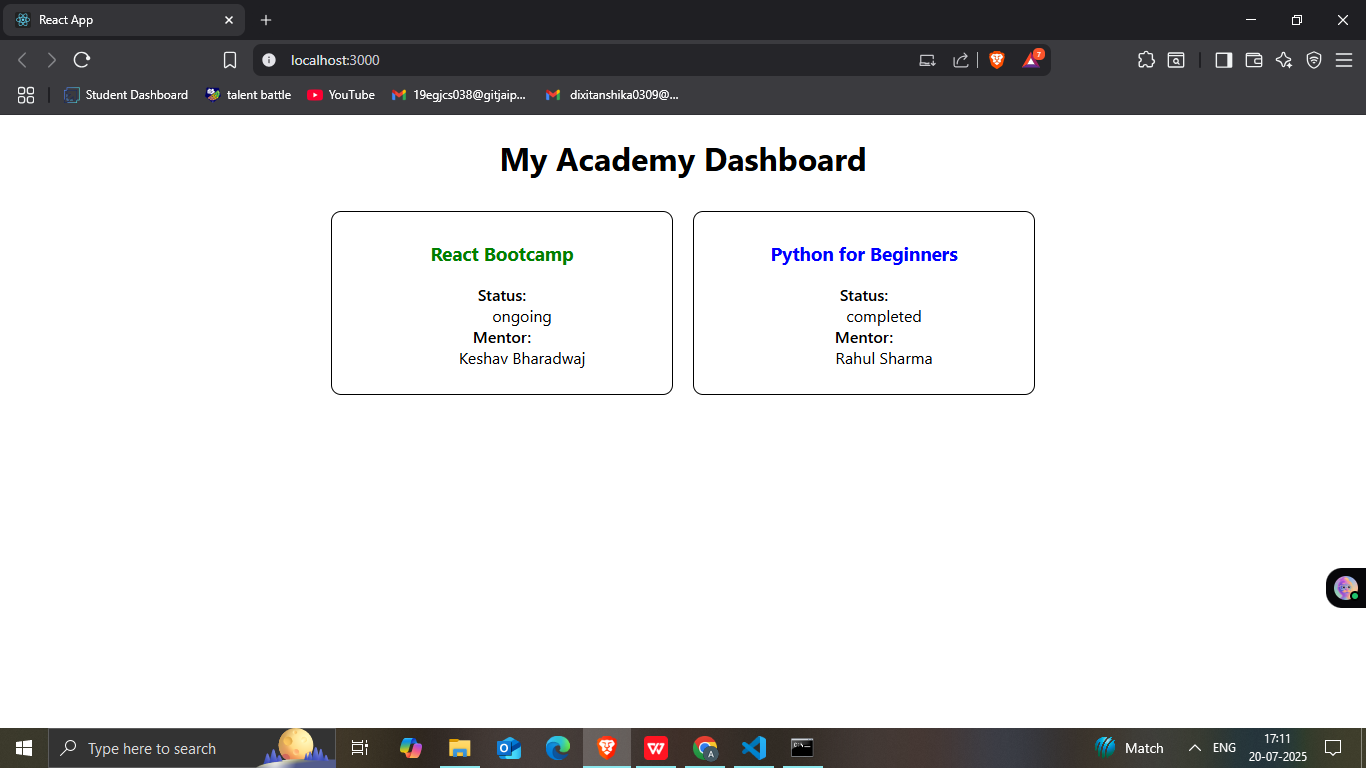 React App
localhost:3000
7
Student Dashboard
talent battle
YouTube
19egjcs038@gitjaip...
dixitanshika0309@...
My Academy Dashboard
React Bootcamp
Status:
ongoing
Mentor:
Keshav Bharadwaj
Python for Beginners
Status:
completed
Mentor:
Rahul Sharma
Type here to search
W
A
Match
ENG
17:11
20-07-2025